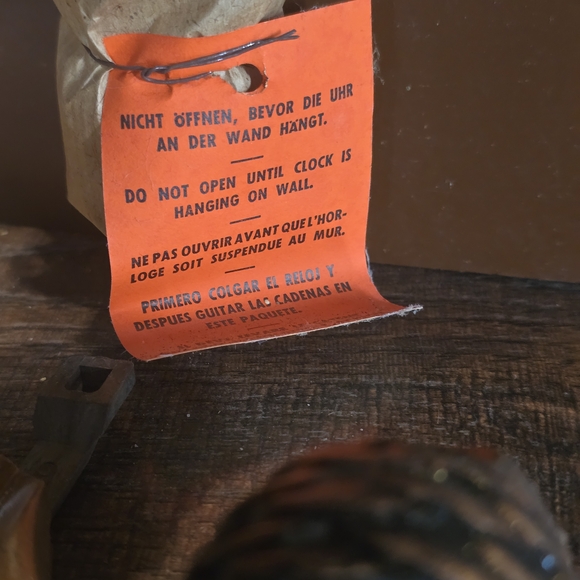 NICHT ÖFFNEN, BEVOR DIE UHR
AN DER WAND HÄNGT.
DO NOT OPEN UNTIL CLOCK IS
HANGING ON WALL.
NE PAS OUVRIR AVANT QUE L'HOR-
LOGE SOIT SUSPENDUE AU MUR.
PRIMERO COLGAR EL RELOJ Y
DESPUES GUITAR LAS CADENAS EN
ESTE PAQUETE.